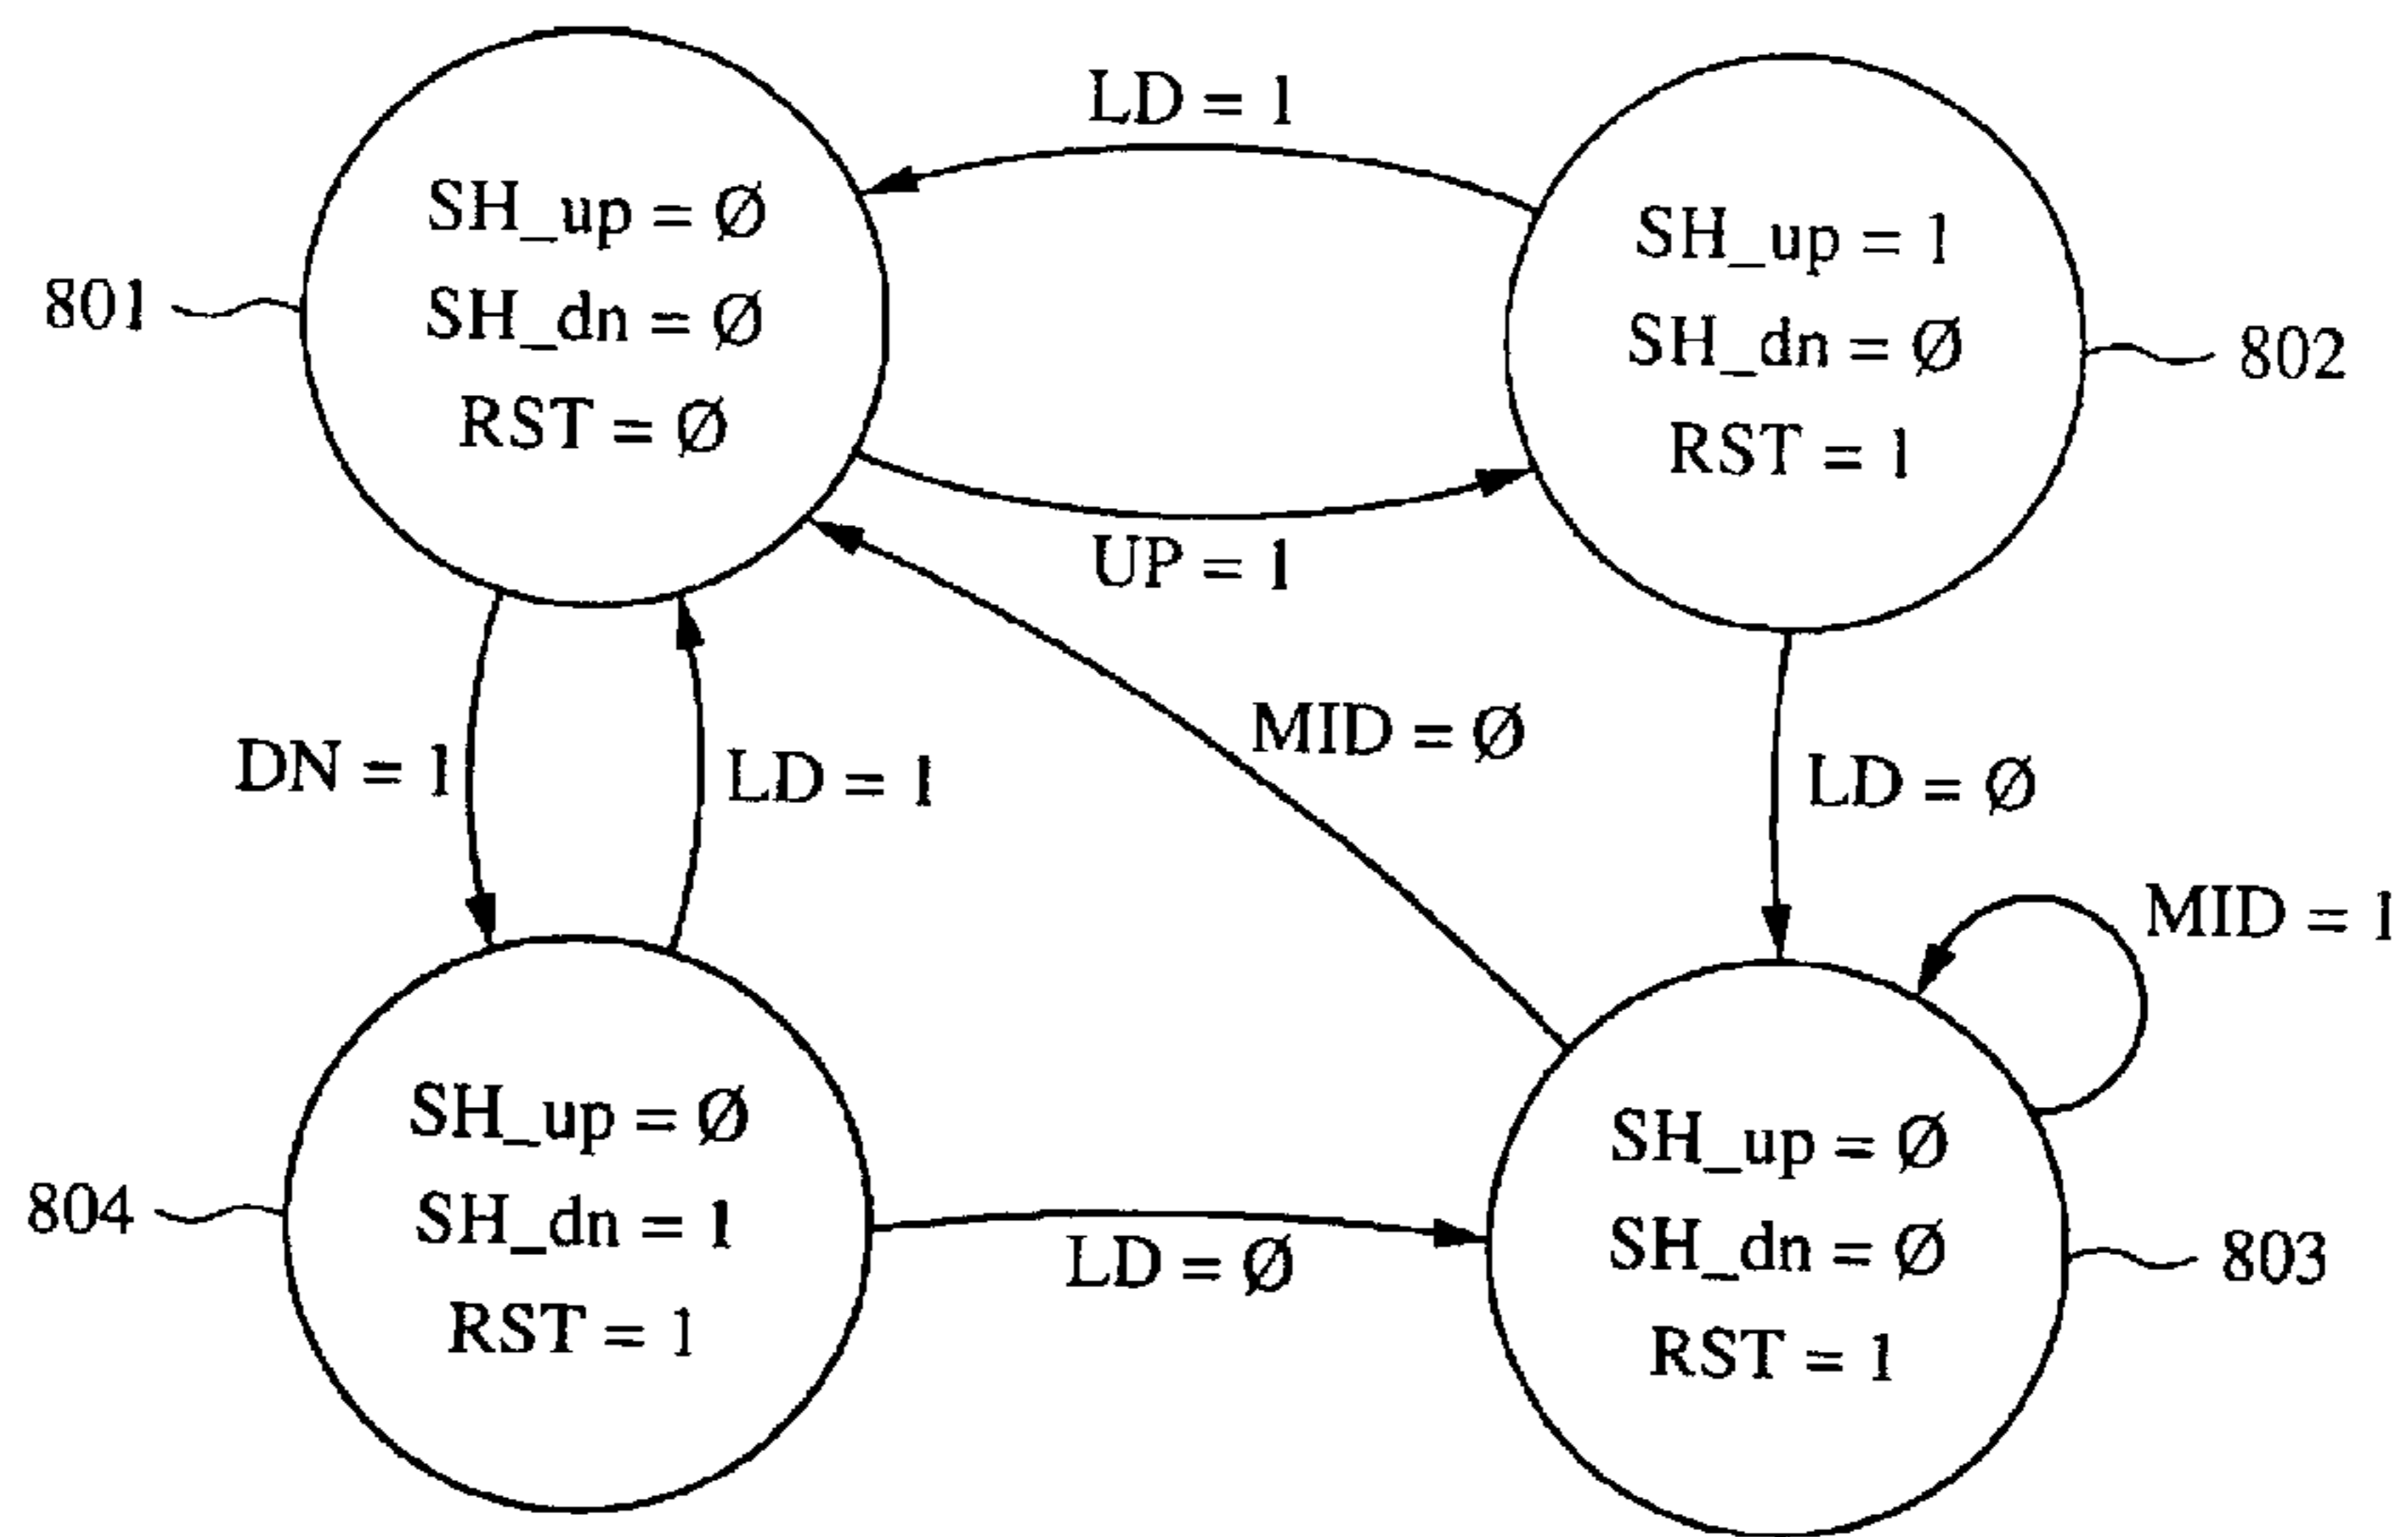 LD = 1
SH_up = Ø
SH_dn = Ø
RST = Ø
801
SH_up = 1
SH_dn = Ø
RST = 1
802
UP = 1
DN = 1
LD = 1
MID = Ø
LD = Ø
MID = 1
SH_up = Ø
SH_dn = 1
RST = 1
804
LD = Ø
SH_up = Ø
SH_dn = Ø
RST = 1
803